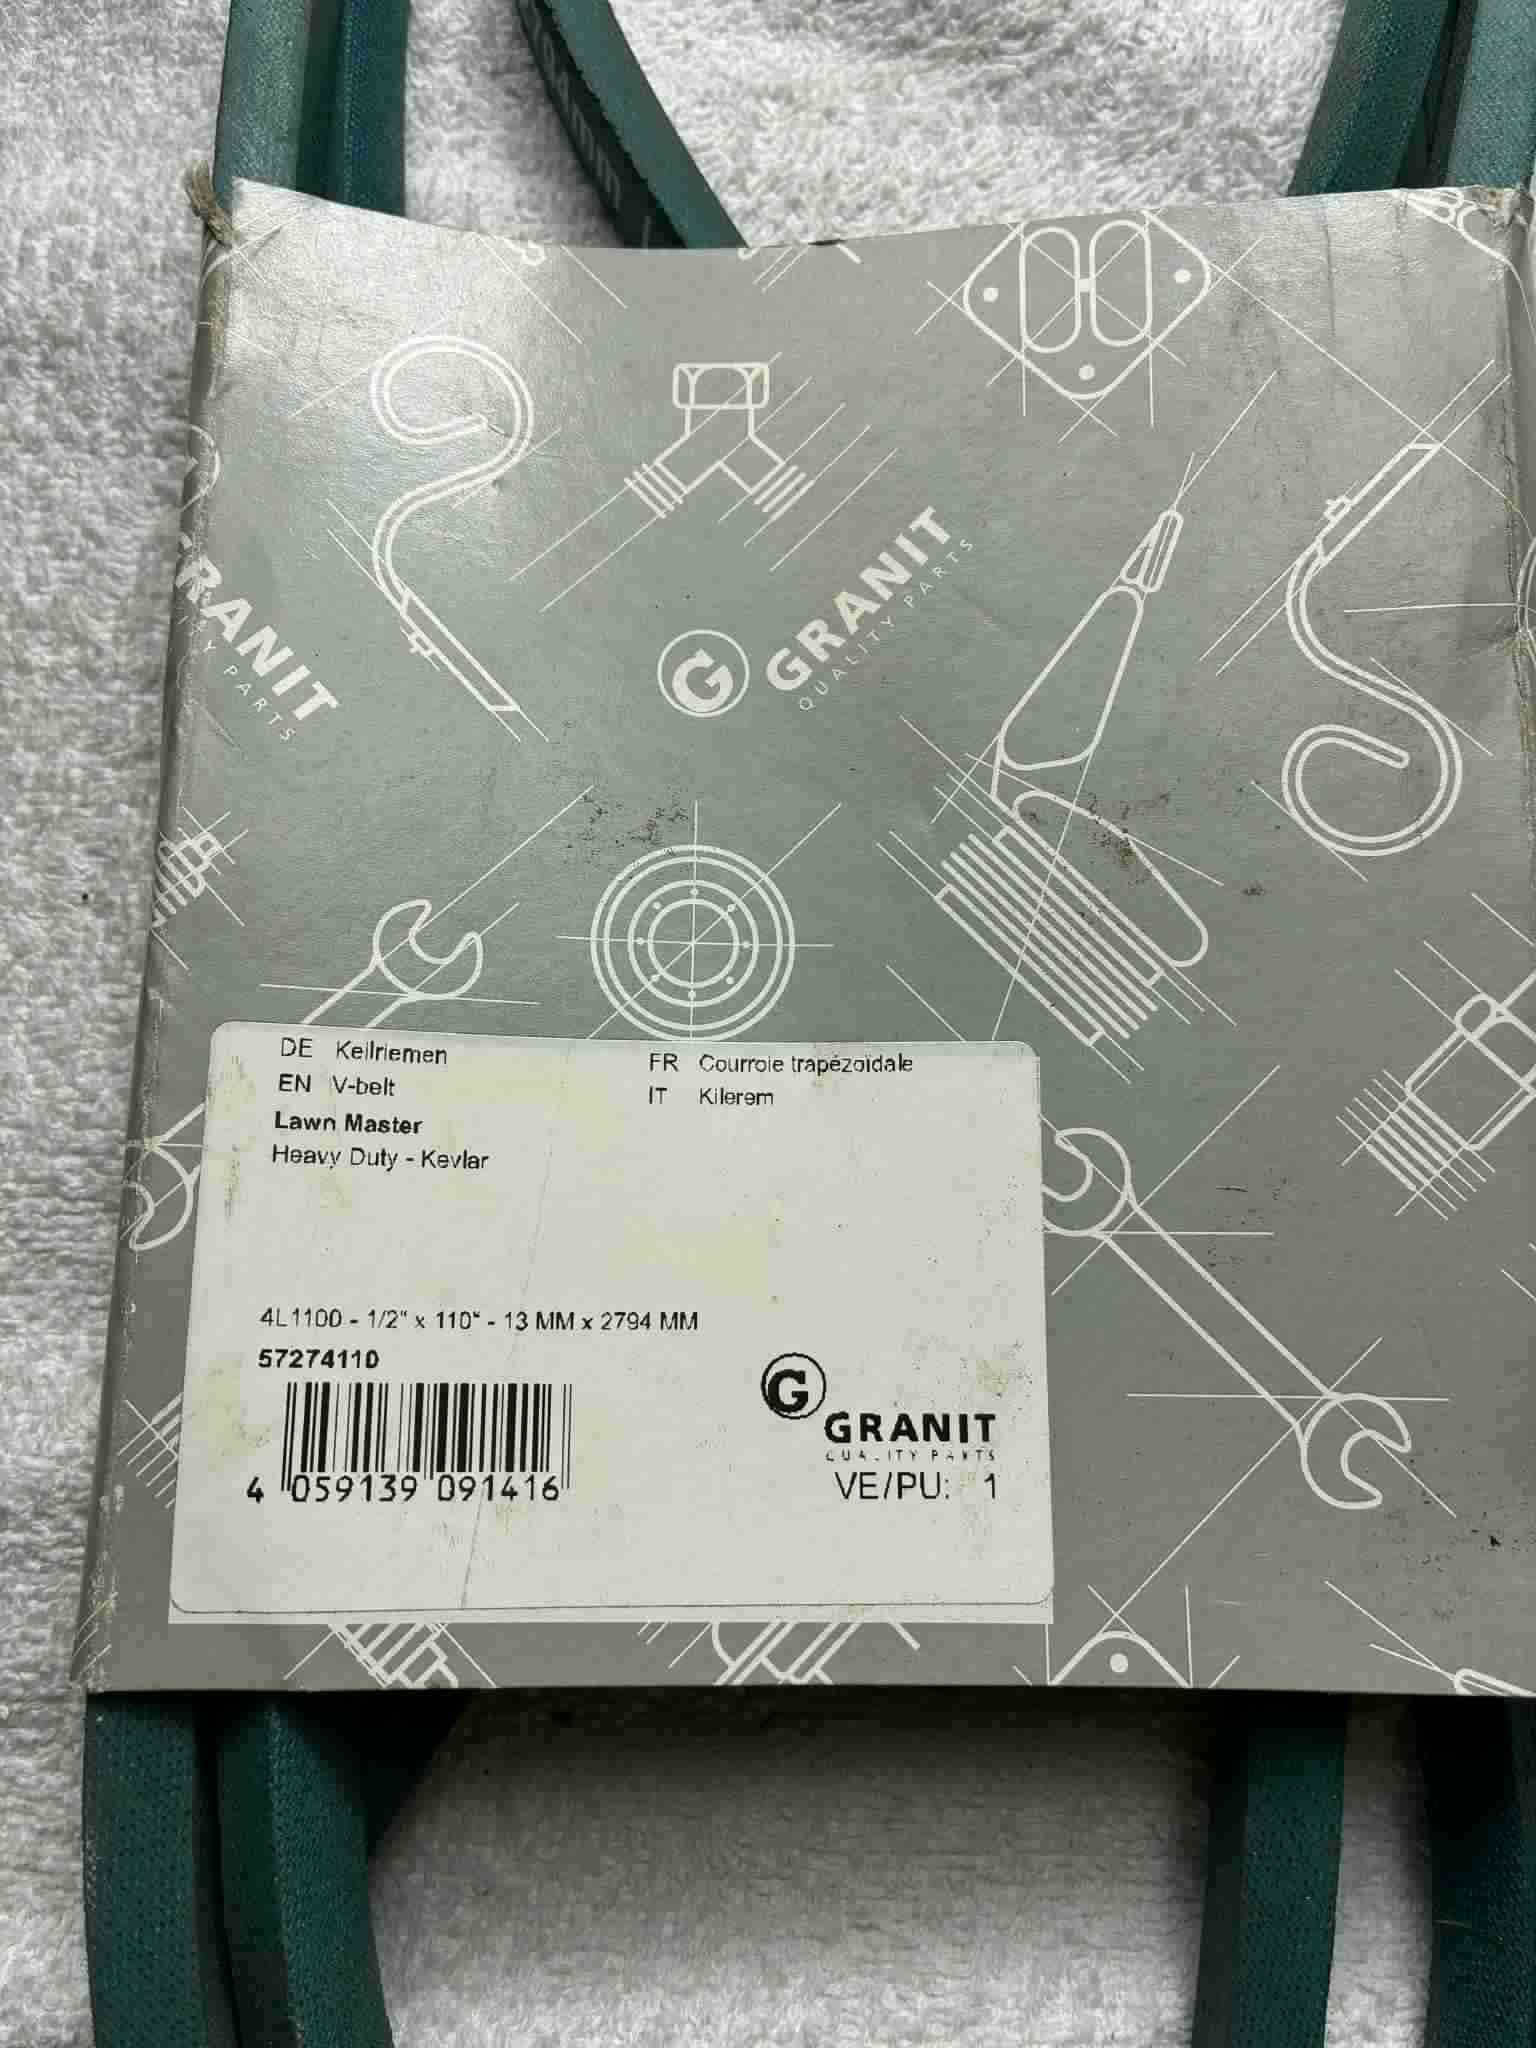 GRANIT
QUALITY PARTS
G GRANIT
QUALITY PARTS
DE Keilriemen
EN V-belt
FR Courroie trapézoïdale
IT Kilerem
Lawn Master
Heavy Duty - Kevlar
4L1100 - 1/2" x 110" - 13 MM x 2794 MM
57274110
4 059139 091416
G GRANIT
QUALITY PARTS
VE/PU: 1